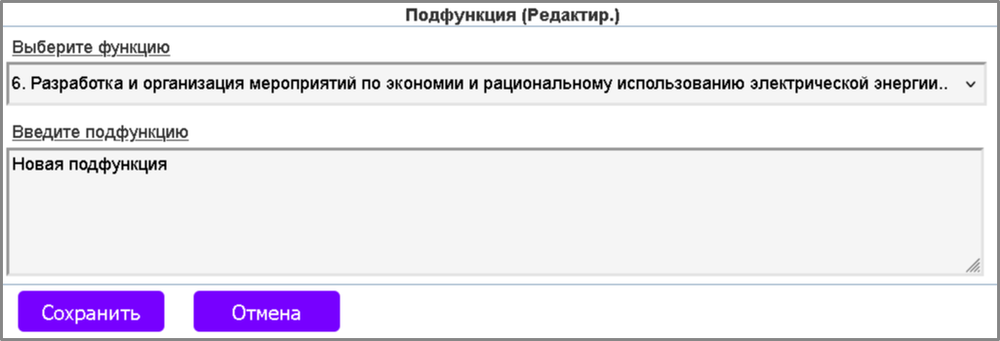 Подфункция (Редактир.)
Выберите функцию
6. Разработка и организация мероприятий по экономии и рациональному использованию электрической энергии..
Введите подфункцию
Новая подфункция
Сохранить Отмена